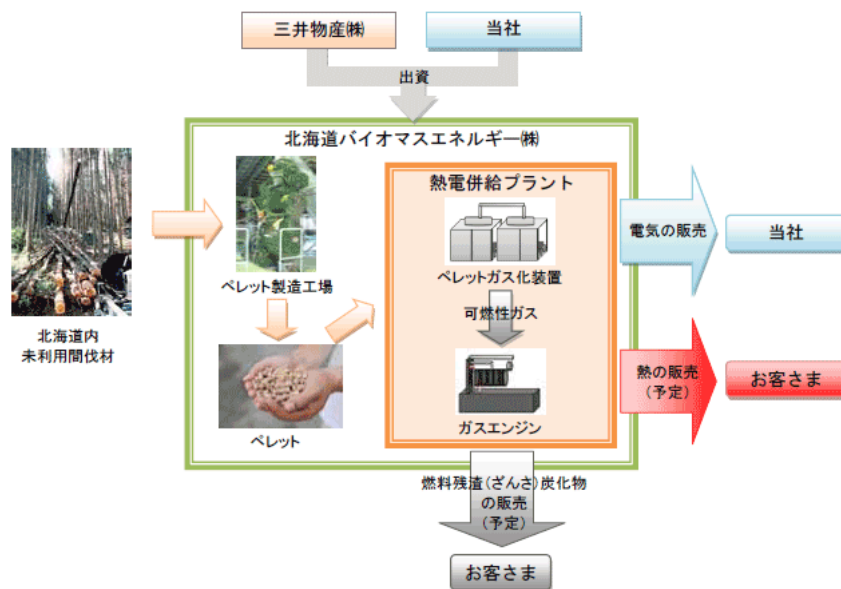 三井物産㈱
当社
出資
北海道バイオマスエネルギー㈱
熱電併給プラント
ペレット製造工場
ペレットガス化装置
電気の販売
当社
北海道内
未利用間伐材
可燃性ガス
熱の販売
(予定)
お客さま
ペレット
ガスエンジン
燃料残渣(ざんさ)炭化物
の販売
(予定)
お客さま